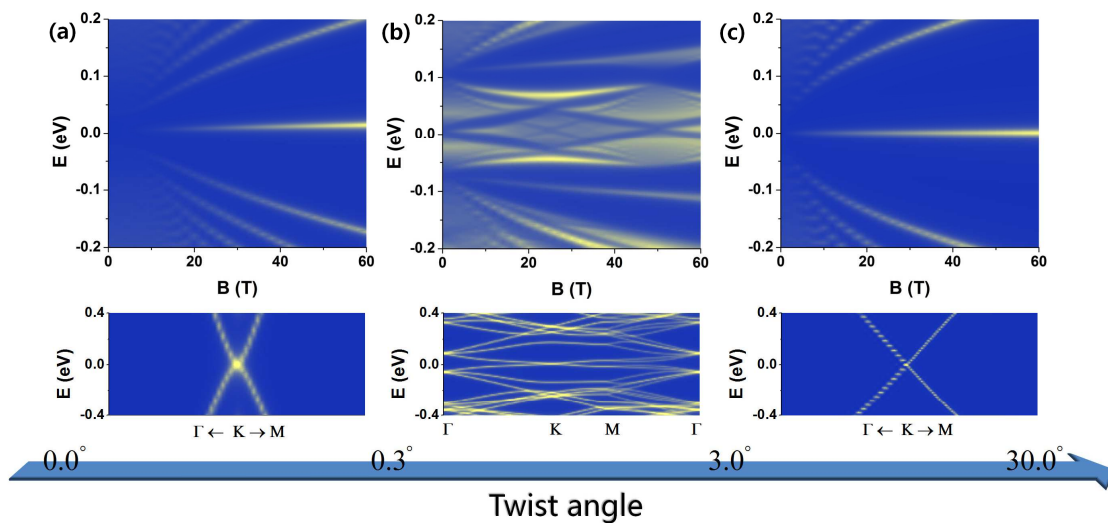 (a) (b) (c)
0.2 0.2 0.2
0.1 0.1 0.1
E (eV) E (eV) E (eV)
0.0 0.0 0.0
-0.1 -0.1 -0.1
-0.2 -0.2 -0.2
0 20 40 60 0 20 40 60 0 20 40 60
B (T) B (T) B (T)
0.4 0.4 0.4
E (eV) E (eV) E (eV)
0.0 0.0 0.0
-0.4 -0.4 -0.4
Γ ← K → M Γ K M Γ Γ ← K → M
0.0° 0.3° 3.0° 30.0°
Twist angle